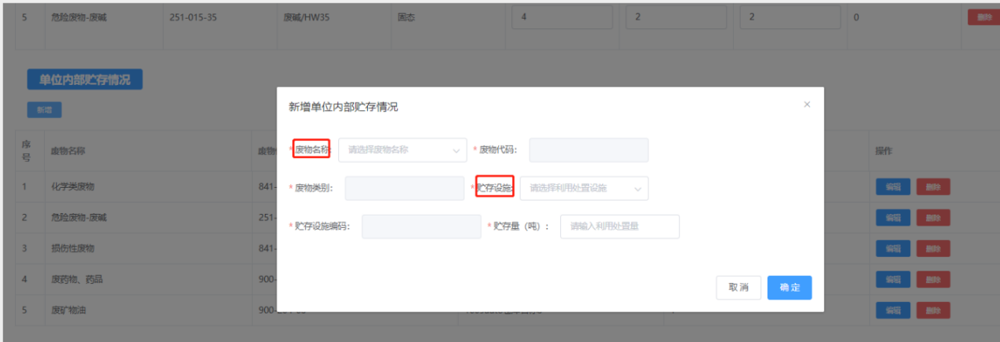 5 危险废物-废碱 251-015-35 废碱/HW35 固态 4 2 2 0 删除
单位内部贮存情况
新增
新增单位内部贮存情况 ×
序号 废物名称 废物 操作
* 废物名称: 请选择废物名称 * 废物代码:
1 化学类废物 841- 编辑 删除
* 废物类别: * 贮存设施: 请选择利用处置设施
2 危险废物-废碱 251- 编辑 删除
* 贮存设施编码: * 贮存量（吨）: 请输入利用处置量
3 损伤性废物 841- 编辑 删除
4 废药物、药品 900- 编辑 删除
取消 确定
5 废矿物油 900- 编辑 删除